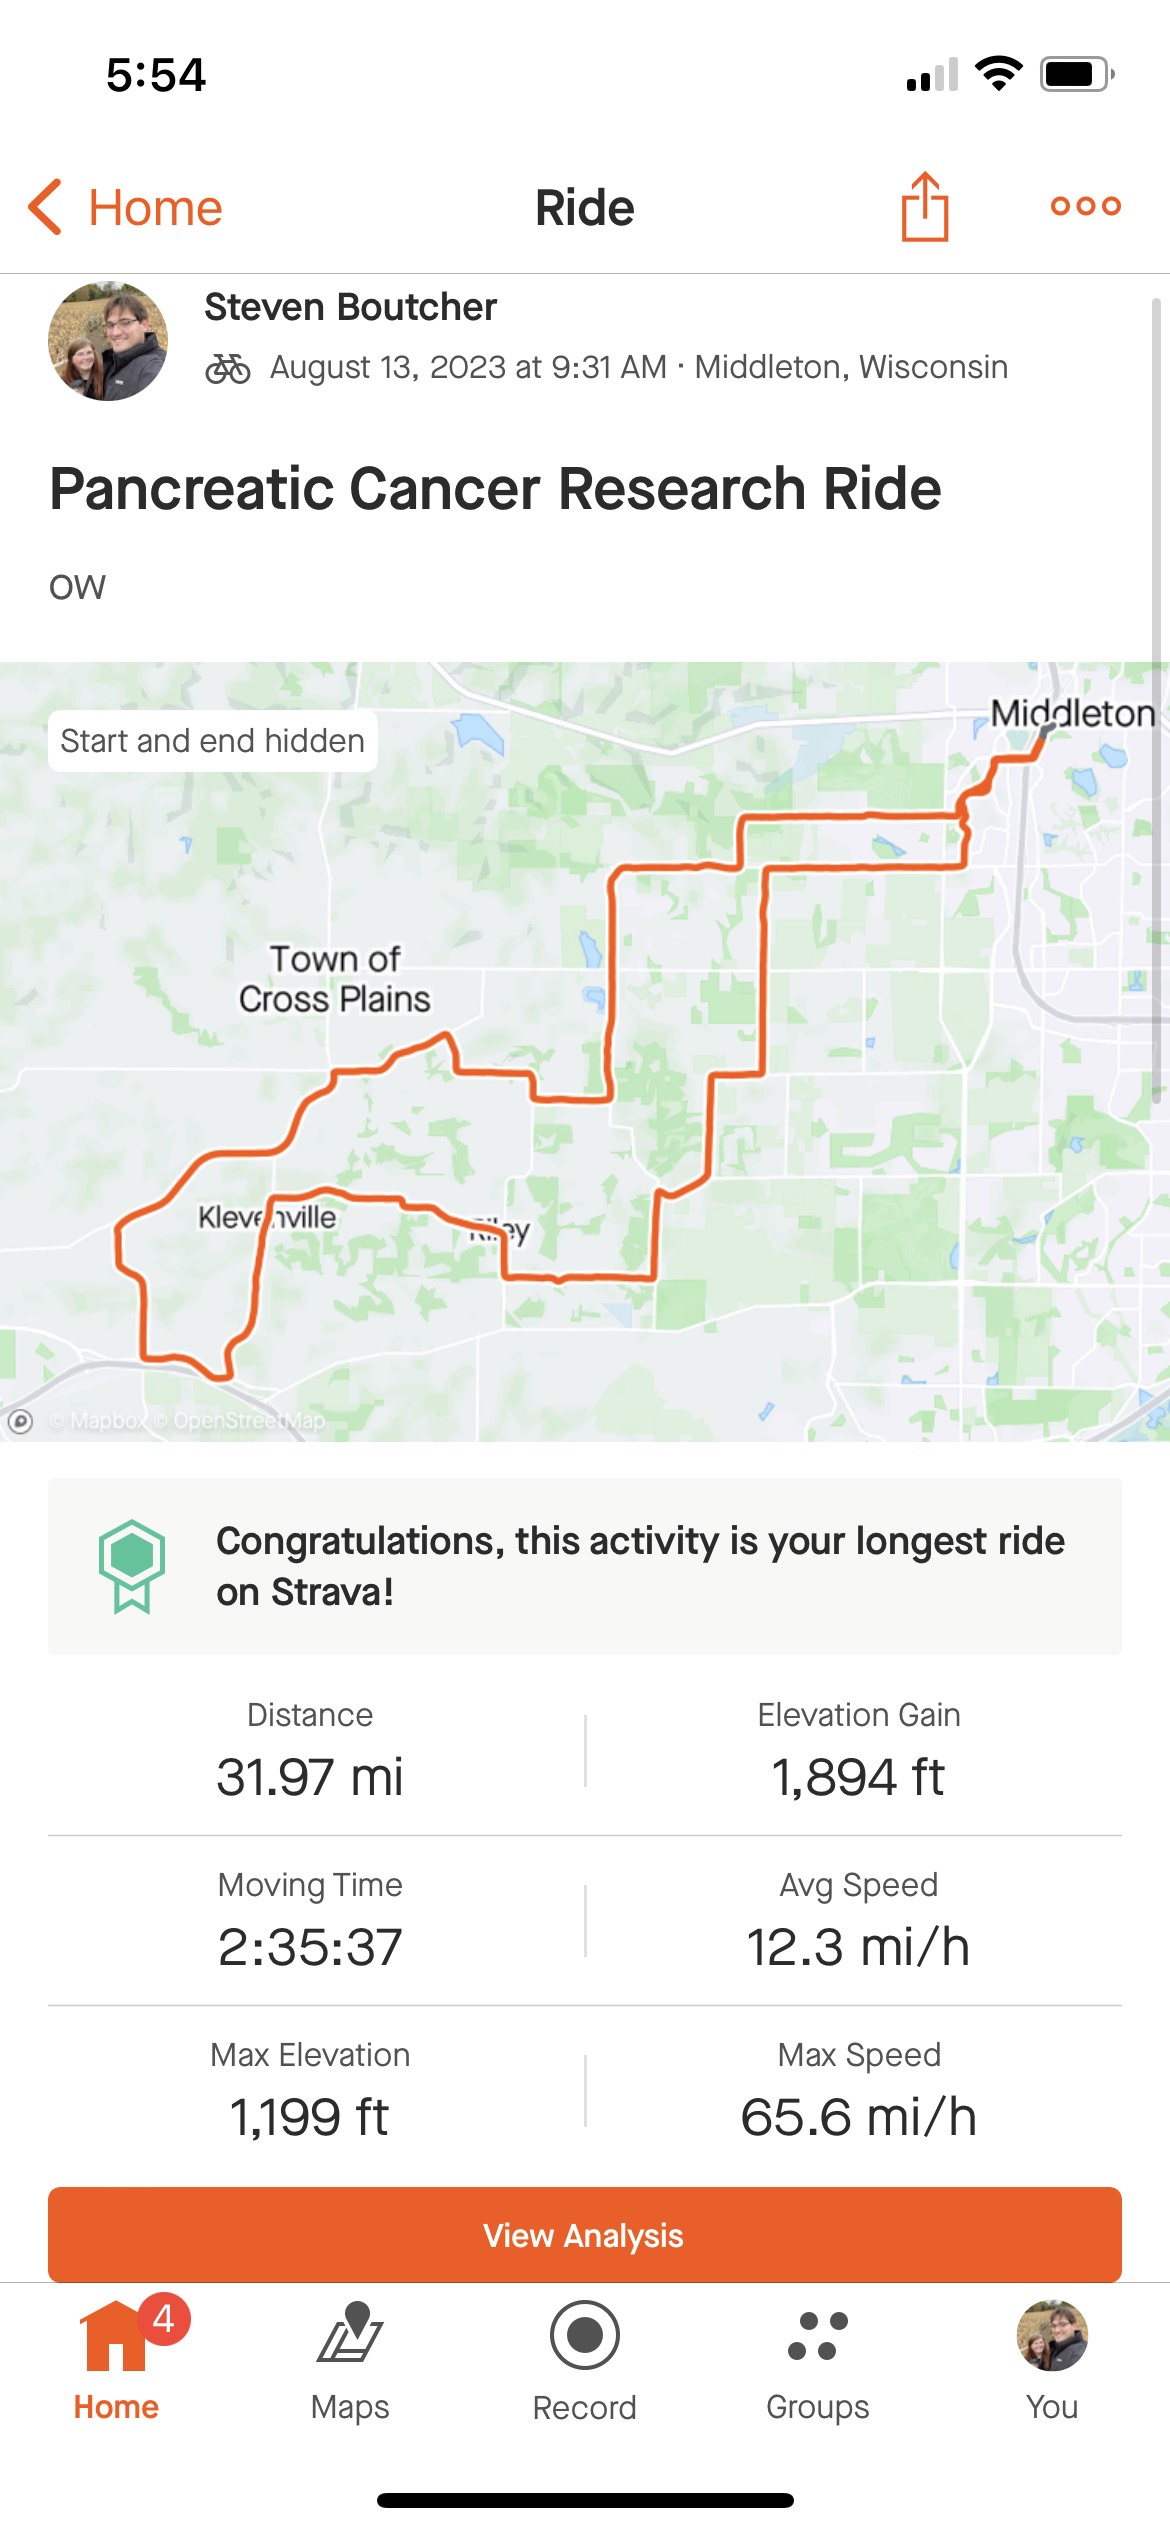 5:54
Home
Ride
Steven Boutcher
August 13, 2023 at 9:31 AM · Middleton, Wisconsin
Pancreatic Cancer Research Ride
ow
Start and end hidden
Middleton
Town of
Cross Plains
Klevenville
Riley
© Mapbox © OpenStreetMap
Congratulations, this activity is your longest ride
on Strava!
Distance
Elevation Gain
31.97 mi
1,894 ft
Moving Time
Avg Speed
2:35:37
12.3 mi/h
Max Elevation
Max Speed
1,199 ft
65.6 mi/h
View Analysis
4
Home
Maps
Record
Groups
You